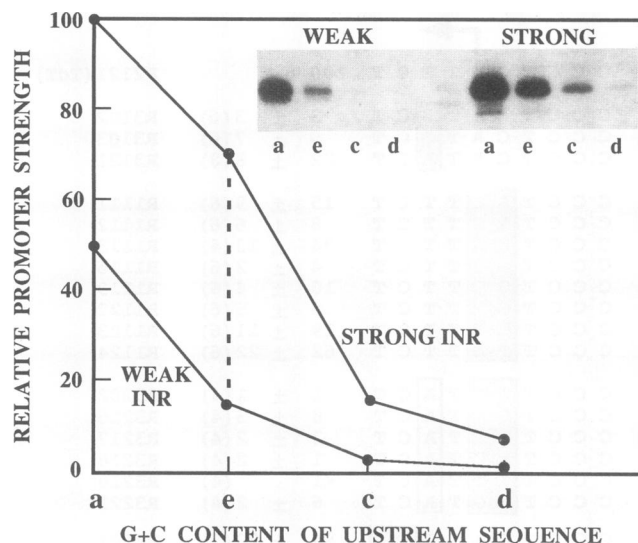 RELATIVE PROMOTER STRENGTH
100
80
60
40
20
0
WEAK
STRONG
a e c d
a e c d
STRONG INR
WEAK
INR
a e c d
G+C CONTENT OF UPSTREAM SEQUENCE